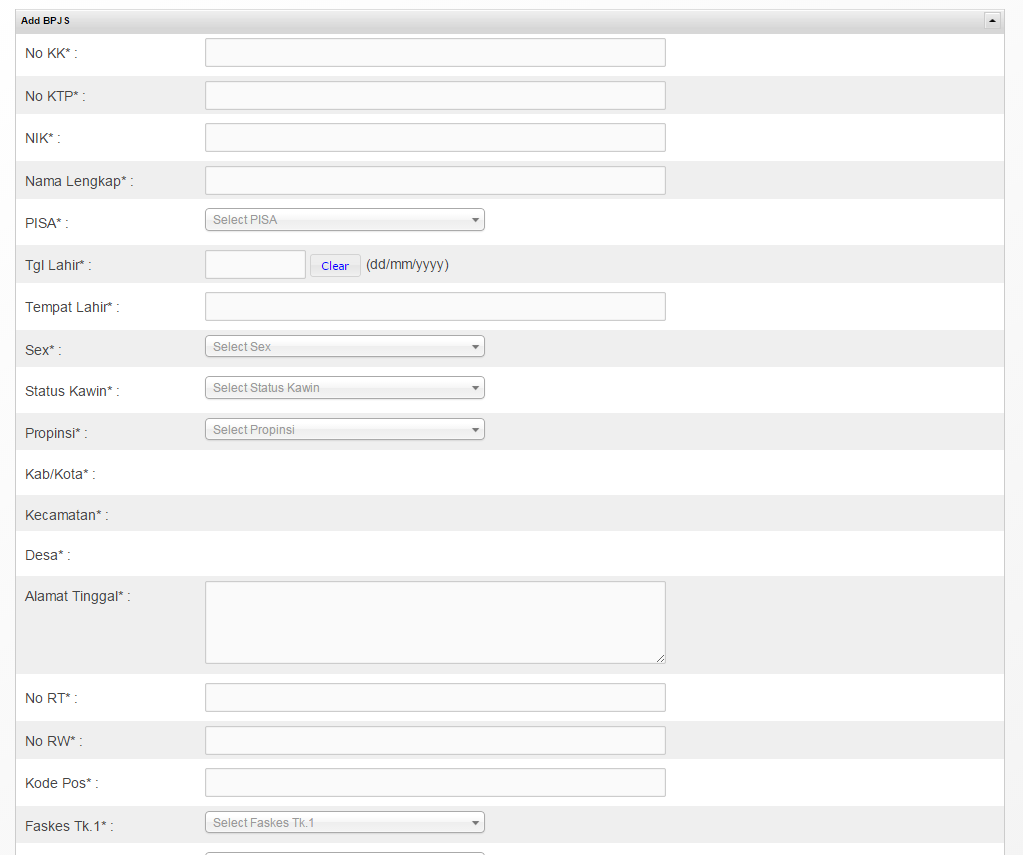 Add BPJS
No KK* :
No KTP* :
NIK* :
Nama Lengkap* :
PISA* : Select PISA
Tgl Lahir* : Clear (dd/mm/yyyy)
Tempat Lahir* :
Sex* : Select Sex
Status Kawin* : Select Status Kawin
Propinsi* : Select Propinsi
Kab/Kota* :
Kecamatan* :
Desa* :
Alamat Tinggal* :
No RT* :
No RW* :
Kode Pos* :
Faskes Tk.1* : Select Faskes Tk.1